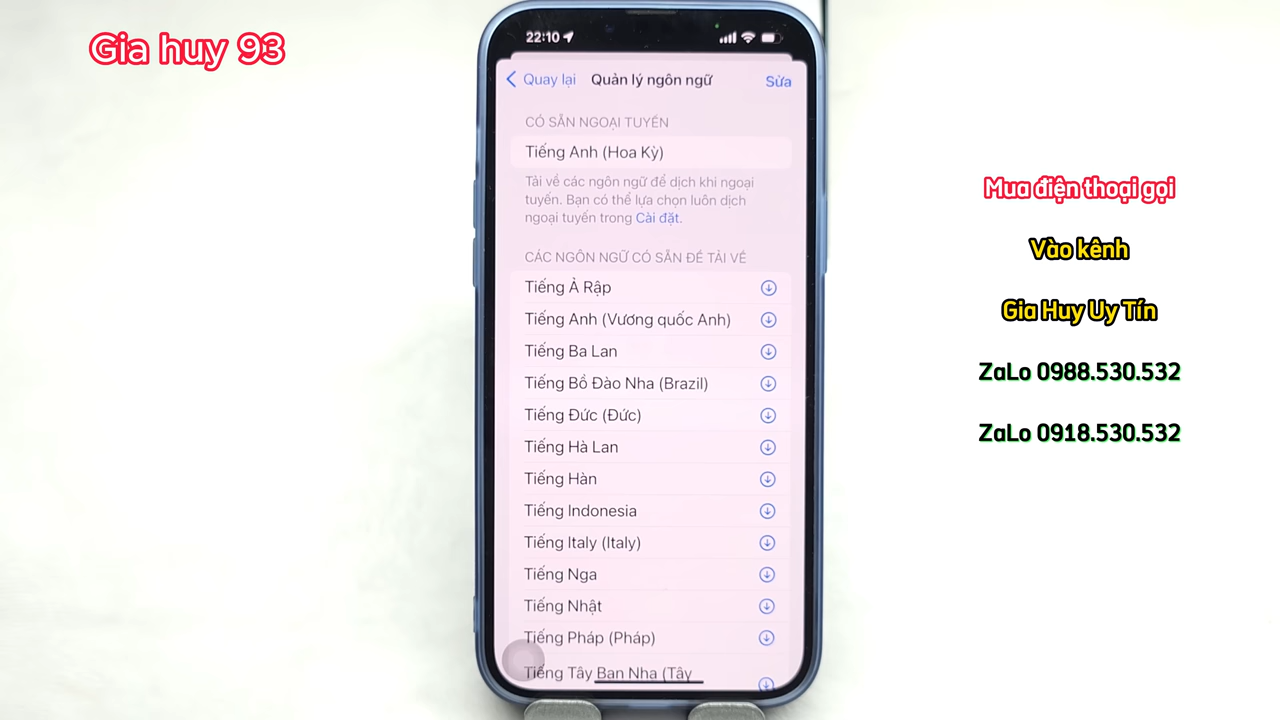 Gia huy 93
22:10
Quay lại
Quản lý ngôn ngữ
Sửa
CÓ SẴN NGOẠI TUYẾN
Tiếng Anh (Hoa Kỳ)
Tải về các ngôn ngữ để dịch khi ngoại
tuyến. Bạn có thể lựa chọn luôn dịch
ngoại tuyến trong Cài đặt.
CÁC NGÔN NGỮ CÓ SẴN ĐỂ TẢI VỀ
Tiếng Ả Rập
Tiếng Anh (Vương quốc Anh)
Tiếng Ba Lan
Tiếng Bồ Đào Nha (Brazil)
Tiếng Đức (Đức)
Tiếng Hà Lan
Tiếng Hàn
Tiếng Indonesia
Tiếng Italy (Italy)
Tiếng Nga
Tiếng Nhật
Tiếng Pháp (Pháp)
Tiếng Tây Ban Nha (Tây
Mua điện thoại gọi
Vào kênh
Gia Huy Uy Tín
ZaLo 0988.530.532
ZaLo 0918.530.532